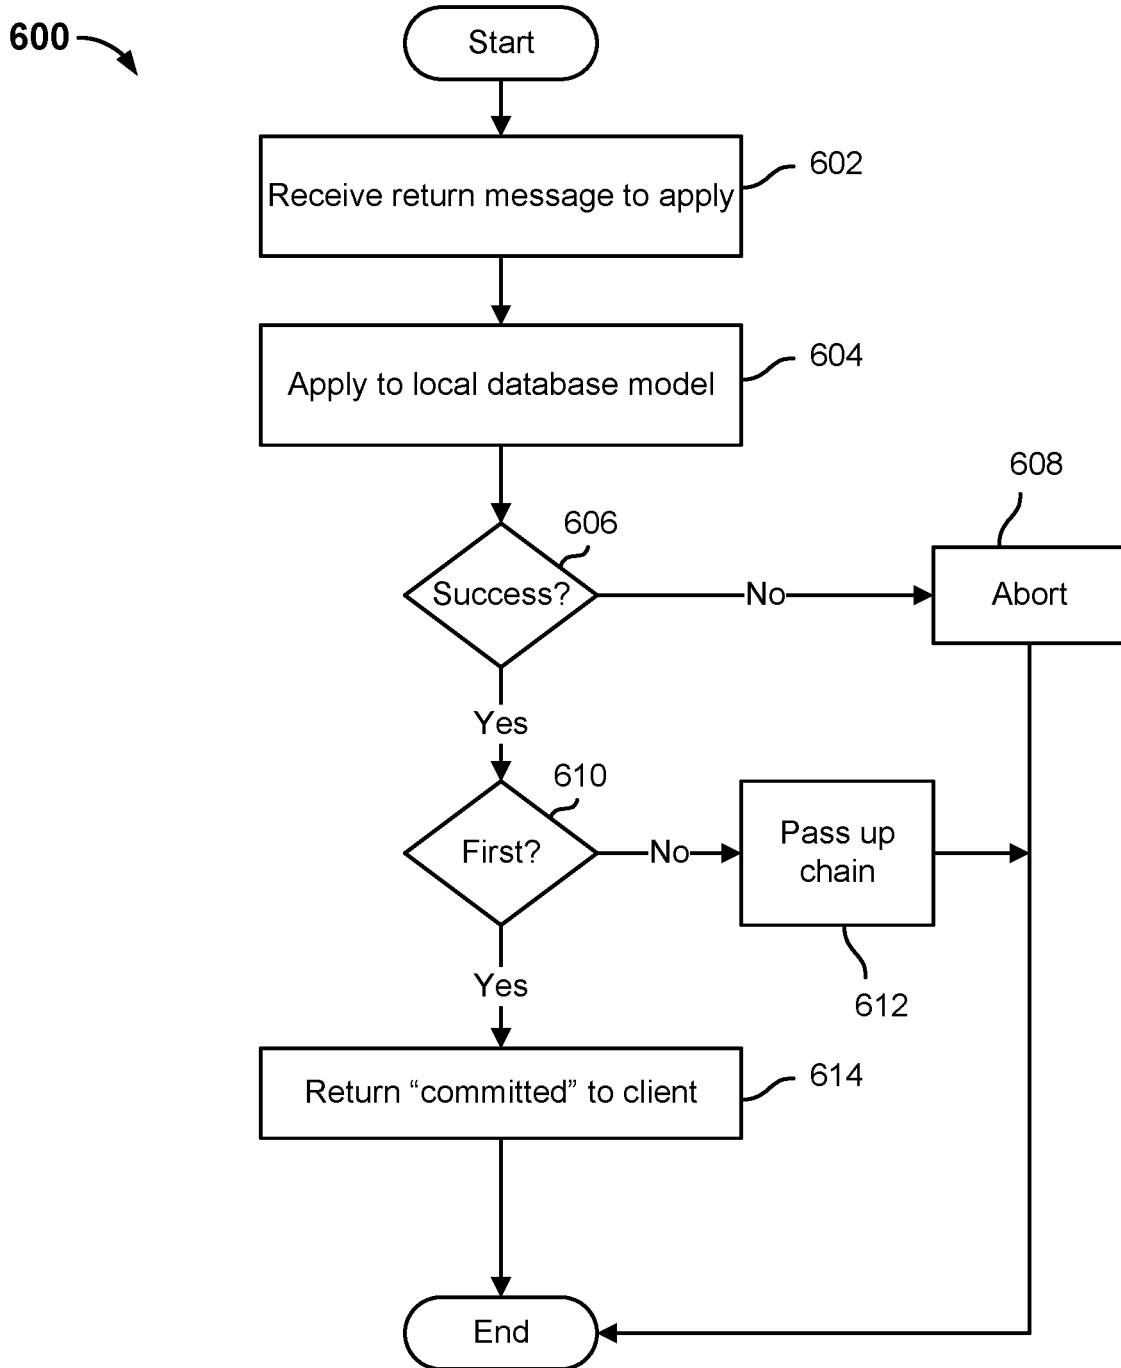 600
Start
602
Receive return message to apply
604
Apply to local database model
608
606
Success?
No
Abort
Yes
610
First?
No
Pass up
chain
612
Yes
614
Return “committed” to client
End